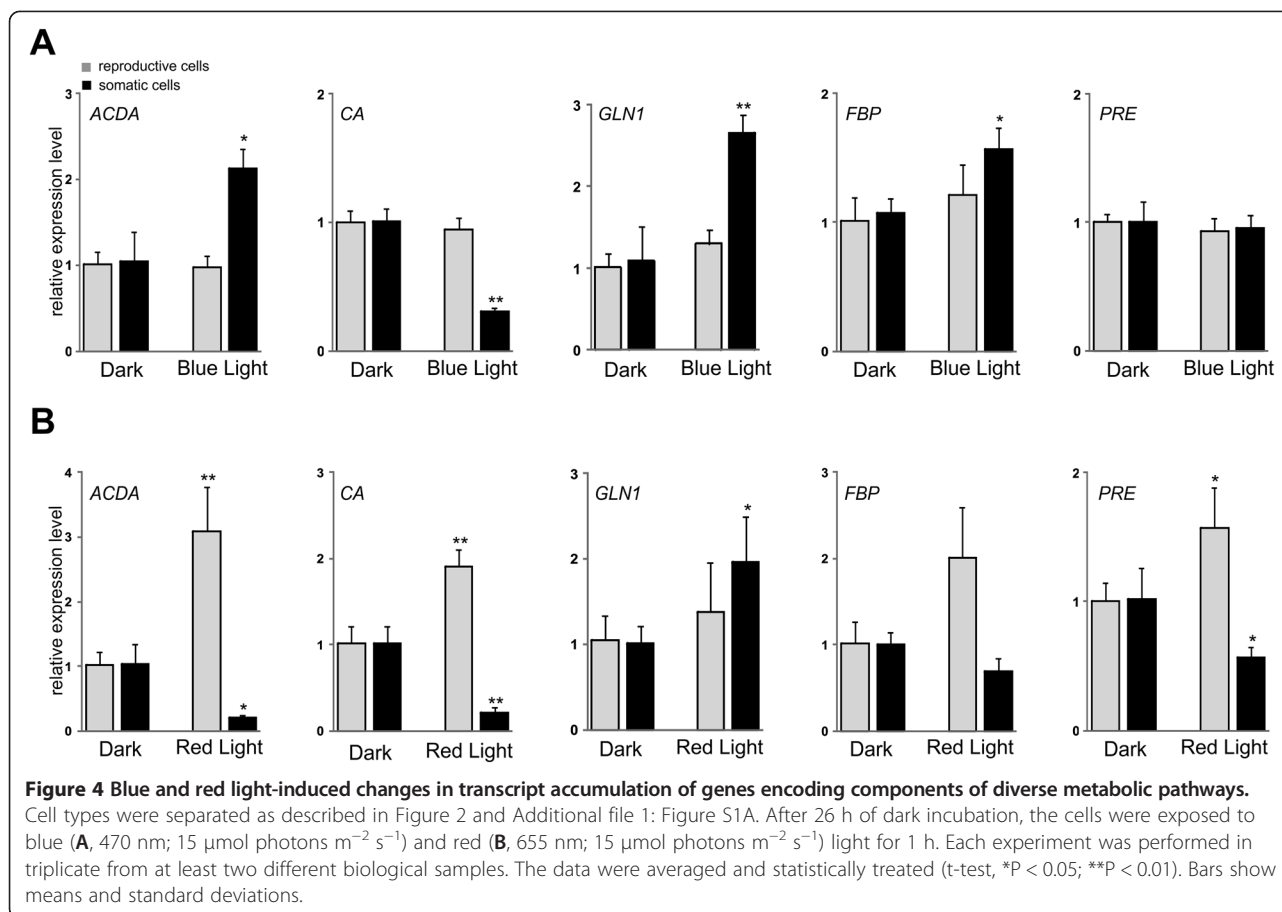 A
reproductive cells
somatic cells
relative expression level
3
2
1
0
ACDA
*
Dark
Blue Light
2
1
0
CA
**
Dark
Blue Light
3
2
1
0
GLN1
**
Dark
Blue Light
2
1
0
FBP
*
Dark
Blue Light
2
1
0
PRE
Dark
Blue Light
B
relative expression level
4
3
2
1
0
ACDA
**
*
Dark
Red Light
3
2
1
0
CA
**
**
Dark
Red Light
3
2
1
0
GLN1
*
Dark
Red Light
3
2
1
0
FBP
Dark
Red Light
2
1
0
PRE
*
*
Dark
Red Light
Figure 4 Blue and red light-induced changes in transcript accumulation of genes encoding components of diverse metabolic pathways.
Cell types were separated as described in Figure 2 and Additional file 1: Figure S1A. After 26 h of dark incubation, the cells were exposed to
blue (A, 470 nm; 15 μmol photons m⁻² s⁻¹) and red (B, 655 nm; 15 μmol photons m⁻² s⁻¹) light for 1 h. Each experiment was performed in
triplicate from at least two different biological samples. The data were averaged and statistically treated (t-test, *P < 0.05; **P < 0.01). Bars show
means and standard deviations.